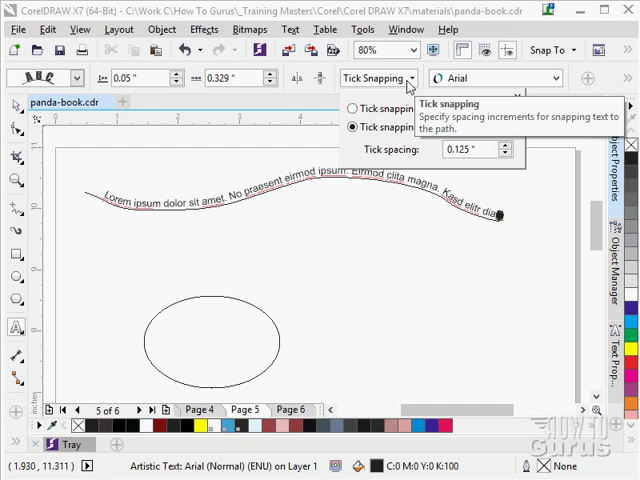 CorelDRAW X7 (64-Bit) - C:\Work C\How To Gurus\_Training Masters\Corel\Corel DRAW X7\materials\panda-book.cdr
File Edit View Layout Object Effects Bitmaps Text Table Tools
Window Help
80% Snap To
ABC 0.05 " 0.329 " Tick Snapping Arial
panda-book.cdr
Tick snapping
Specify spacing increments for snapping text to
the path.
Tick snappin
Tick snappin
Tick spacing: 0.125 "
Lorem ipsum dolor sit amet. No praesent eirmod ipsum. Eirmod clita magna. Kasd elitr dia
Object Properties
Object Manager
Text Prop...
inches
5 of 6 Page 4 Page 5 Page 6
Tray
HOW TO
Gurus
(1.930, 11.311) Artistic Text: Arial (Normal) (ENU) on Layer 1 C:0 M:0 Y:0 K:100 None